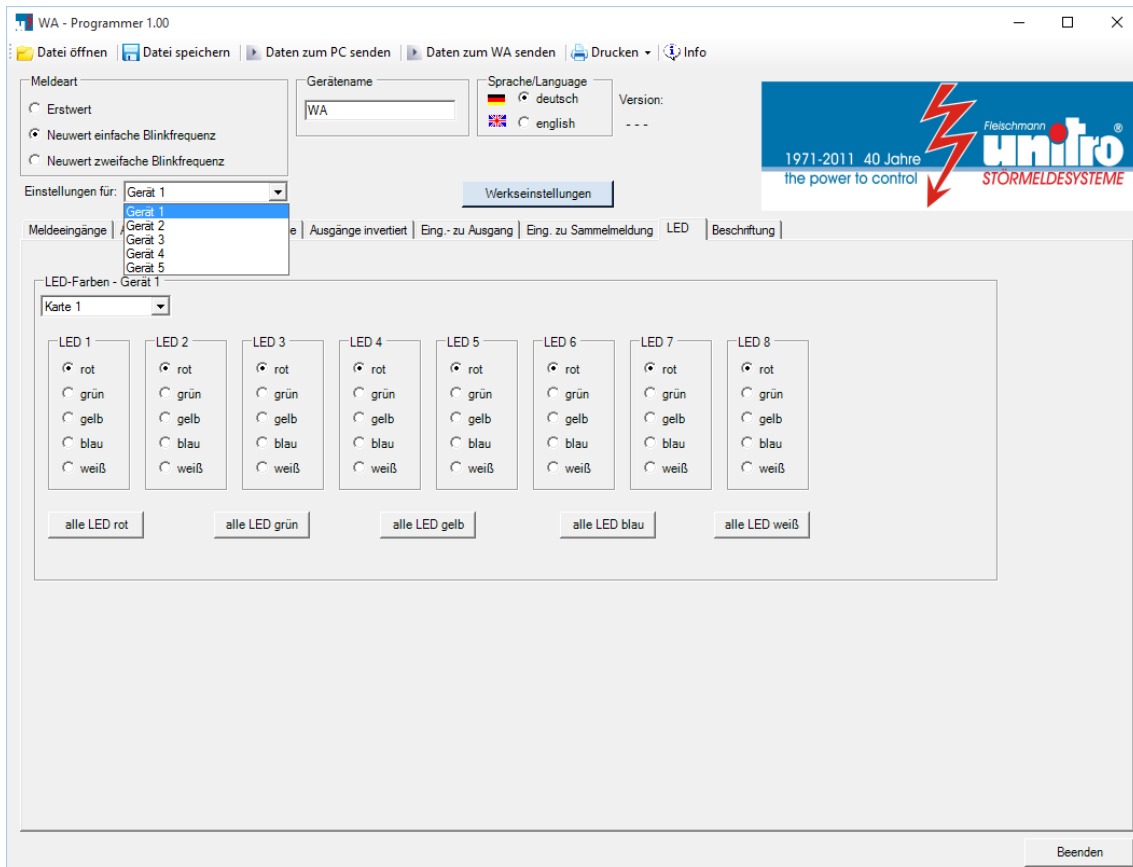 WA - Programmer 1.00
Datei öffnen Datei speichern Daten zum PC senden Daten zum WA senden Drucken Info
Meldeart
Erstwert
Neuwert einfache Blinkfrequenz
Neuwert zweifache Blinkfrequenz
Gerätename
WA
Sprache/Language
deutsch
english
Version:
- - -
1971-2011 40 Jahre
the power to control
Fleischmann
unitro ®
STÖRMELDESYSTEME
Einstellungen für: Gerät 1
Werkseinstellungen
Gerät 1
Gerät 2
Gerät 3
Gerät 4
Gerät 5
Meldeeingänge Ausgänge invertiert Eing.- zu Ausgang Eing. zu Sammelmeldung LED Beschriftung
LED-Farben - Gerät 1
Karte 1
LED 1 LED 2 LED 3 LED 4 LED 5 LED 6 LED 7 LED 8
rot rot rot rot rot rot rot rot
grün grün grün grün grün grün grün grün
gelb gelb gelb gelb gelb gelb gelb gelb
blau blau blau blau blau blau blau blau
weiß weiß weiß weiß weiß weiß weiß weiß
alle LED rot alle LED grün alle LED gelb alle LED blau alle LED weiß
Beenden